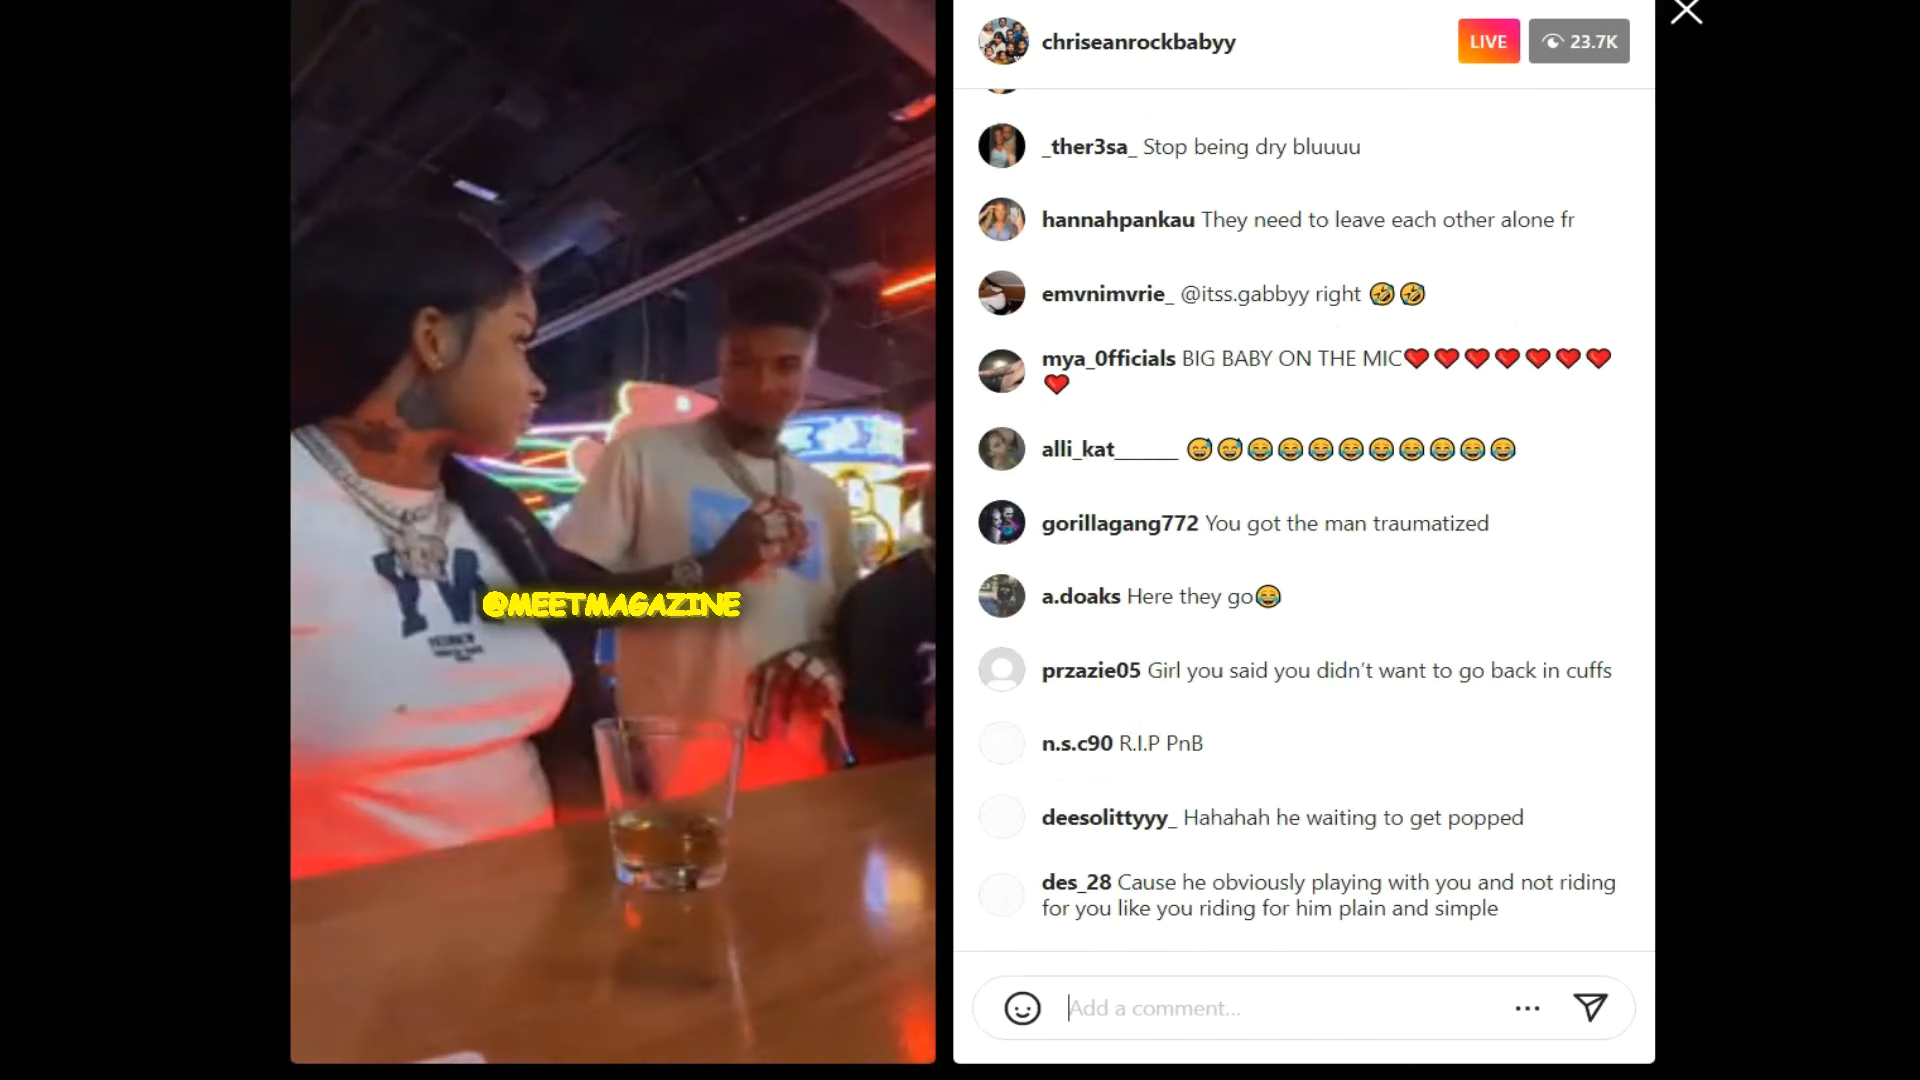 chriseanrockbabyy LIVE 23.7K
_ther3sa_ Stop being dry bluuuu
hannahpankau They need to leave each other alone fr
emvnimvrie_ @itss.gabbyy right 🤣🤣
mya_0fficials BIG BABY ON THE MIC❤️❤️❤️❤️❤️❤️❤️
❤️
alli_kat______ 😅😅😂😂😂😂😂😂😂😂😂
gorillagang772 You got the man traumatized
a.doaks Here they go😂
przazie05 Girl you said you didn’t want to go back in cuffs
n.s.c90 R.I.P PnB
deesolittyyy_ Hahahah he waiting to get popped
des_28 Cause he obviously playing with you and not riding
for you like you riding for him plain and simple
Add a comment...
@MEETMAGAZINE